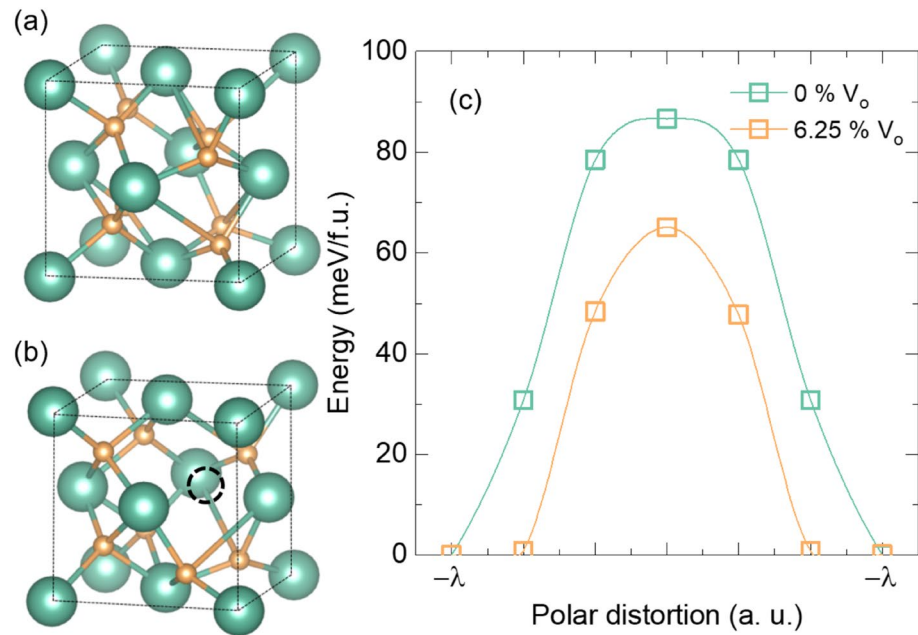 (a)
(b)
(c)
0 % Vₒ
6.25 % Vₒ
Energy (meV/f.u.)
100
80
60
40
20
0
−λ
−λ
Polar distortion (a. u.)